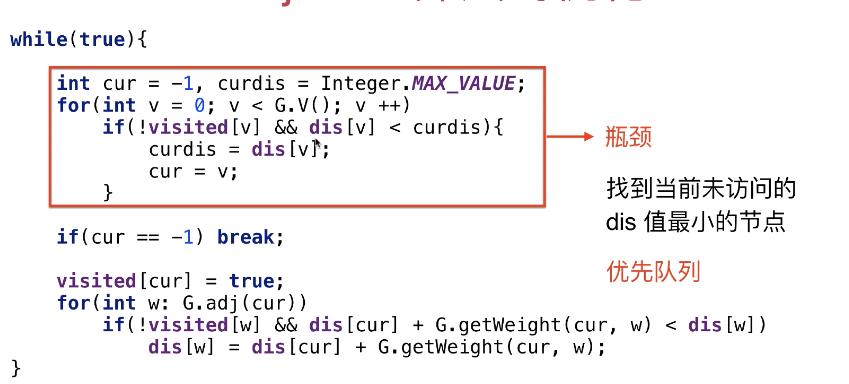 while(true){
int cur = -1, curdis = Integer.MAX_VALUE;
for(int v = 0; v < G.V(); v ++)
if(!visited[v] && dis[v] < curdis){
curdis = dis[v];
cur = v;
}
瓶颈
找到当前未访问的
dis 值最小的节点
优先队列
if(cur == -1) break;
visited[cur] = true;
for(int w: G.adj(cur))
if(!visited[w] && dis[cur] + G.getWeight(cur, w) < dis[w])
dis[w] = dis[cur] + G.getWeight(cur, w);
}